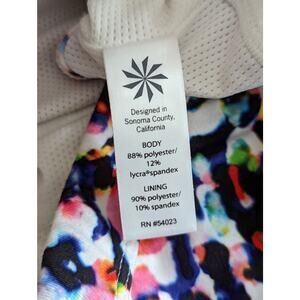 Designed in
Sonoma County,
California
BODY
88% polyester/
12%
lycra®spandex
LINING
90% polyester/
10% spandex
RN #54023